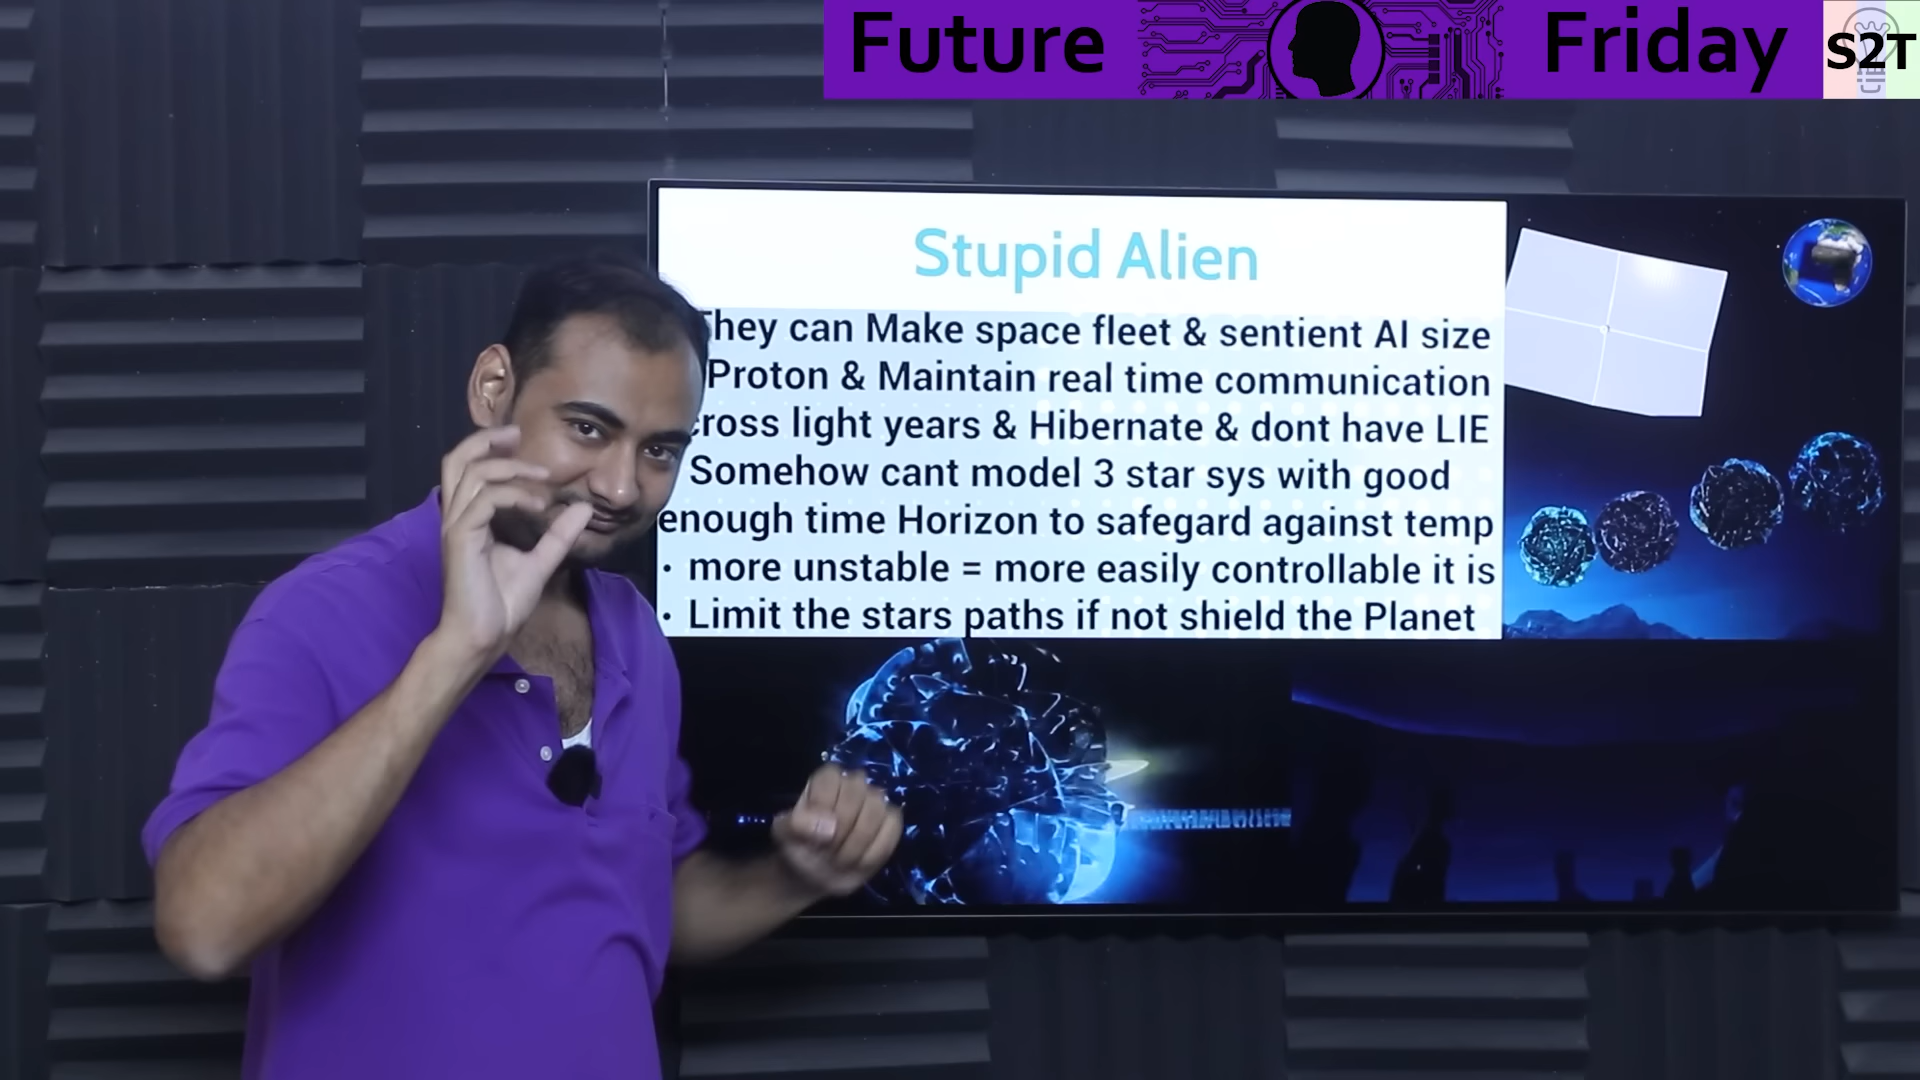 Future Friday S2T
Stupid Alien
They can Make space fleet & sentient AI size
Proton & Maintain real time communication
cross light years & Hibernate & dont have LIE
Somehow cant model 3 star sys with good
enough time Horizon to safegard against temp
• more unstable = more easily controllable it is
• Limit the stars paths if not shield the Planet